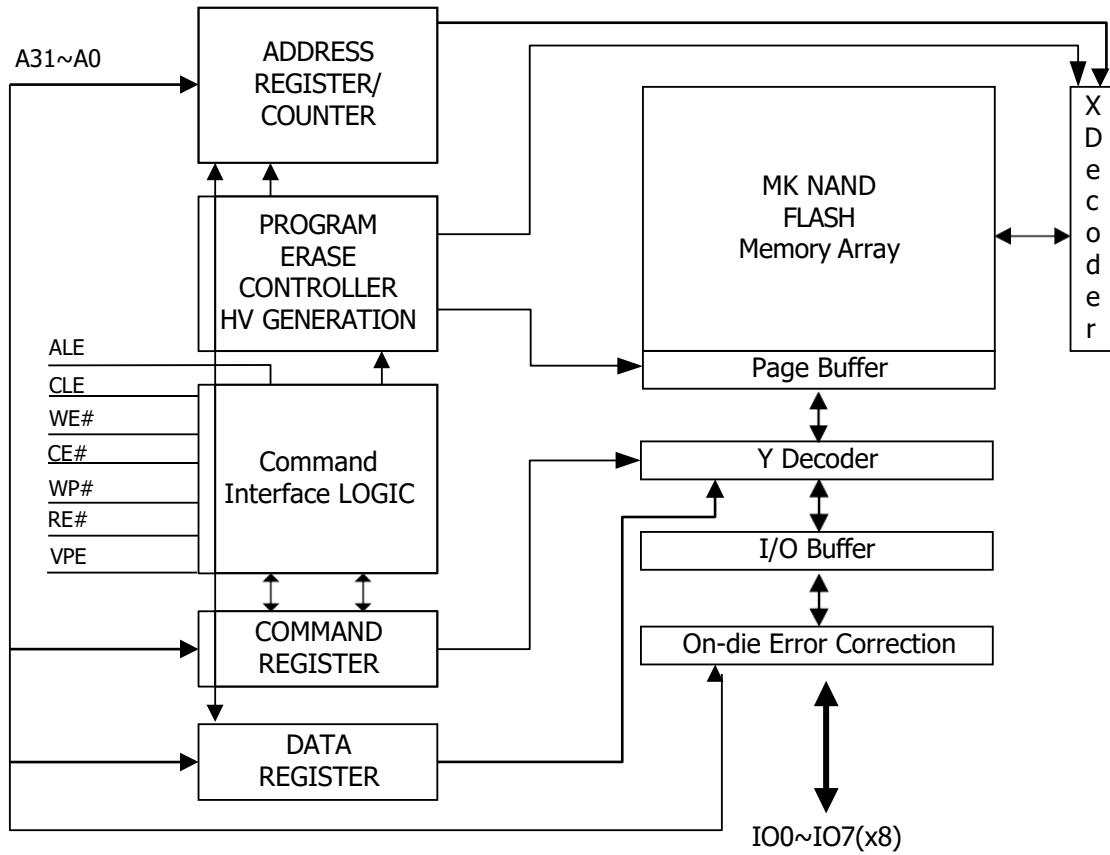 A31~A0
ADDRESS
REGISTER/
COUNTER
PROGRAM
ERASE
CONTROLLER
HV GENERATION
ALE
CLE
WE#
CE#
WP#
RE#
VPE
Command
Interface LOGIC
COMMAND
REGISTER
DATA
REGISTER
MK NAND
FLASH
Memory Array
Page Buffer
Y Decoder
I/O Buffer
On-die Error Correction
IO0~IO7(x8)
X
D
e
c
o
d
e
r